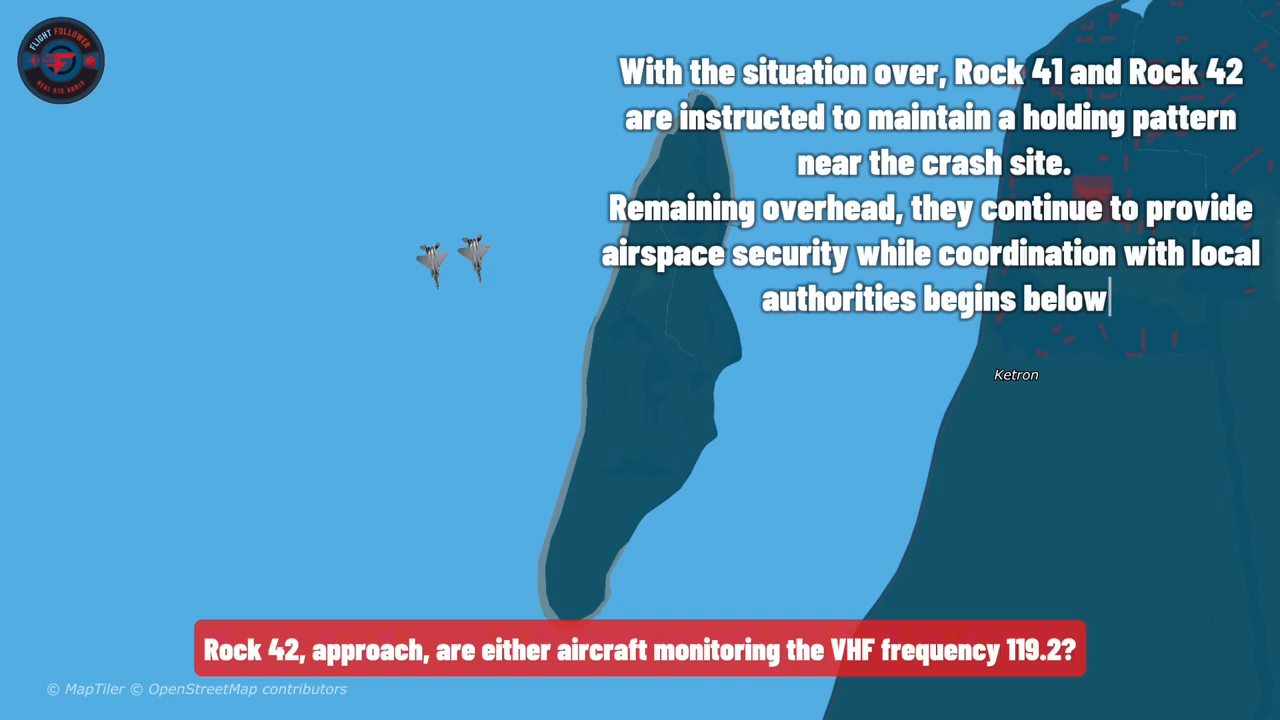 FLIGHT FOLLOWER
REAL ATC AUDIO
With the situation over, Rock 41 and Rock 42
are instructed to maintain a holding pattern
near the crash site.
Remaining overhead, they continue to provide
airspace security while coordination with local
authorities begins below
Ketron
Rock 42, approach, are either aircraft monitoring the VHF frequency 119.2?
© MapTiler © OpenStreetMap contributors